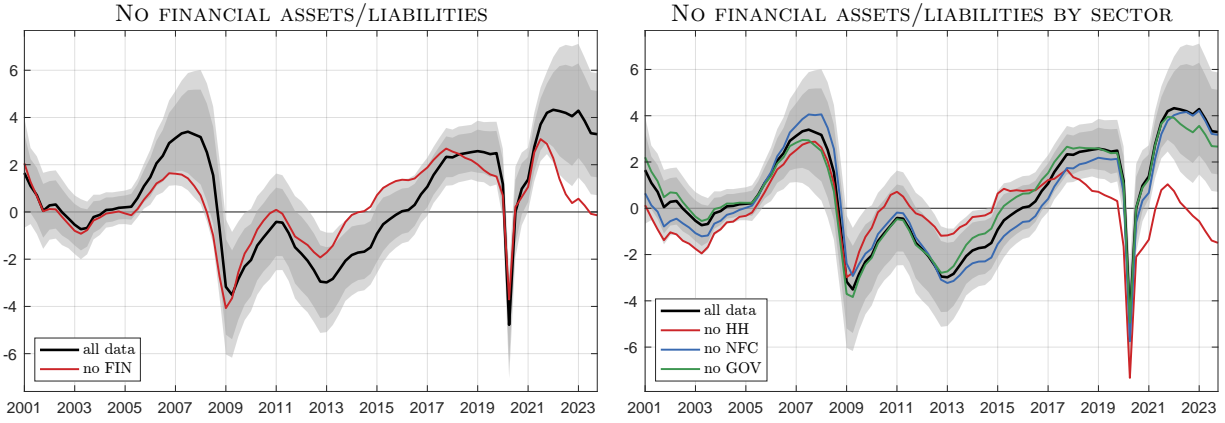 NO FINANCIAL ASSETS/LIABILITIES
6
4
2
0
-2
-4
-6
all data
no FIN
2001 2003 2005 2007 2009 2011 2013 2015 2017 2019 2021 2023
NO FINANCIAL ASSETS/LIABILITIES BY SECTOR
6
4
2
0
-2
-4
-6
all data
no HH
no NFC
no GOV
2001 2003 2005 2007 2009 2011 2013 2015 2017 2019 2021 2023